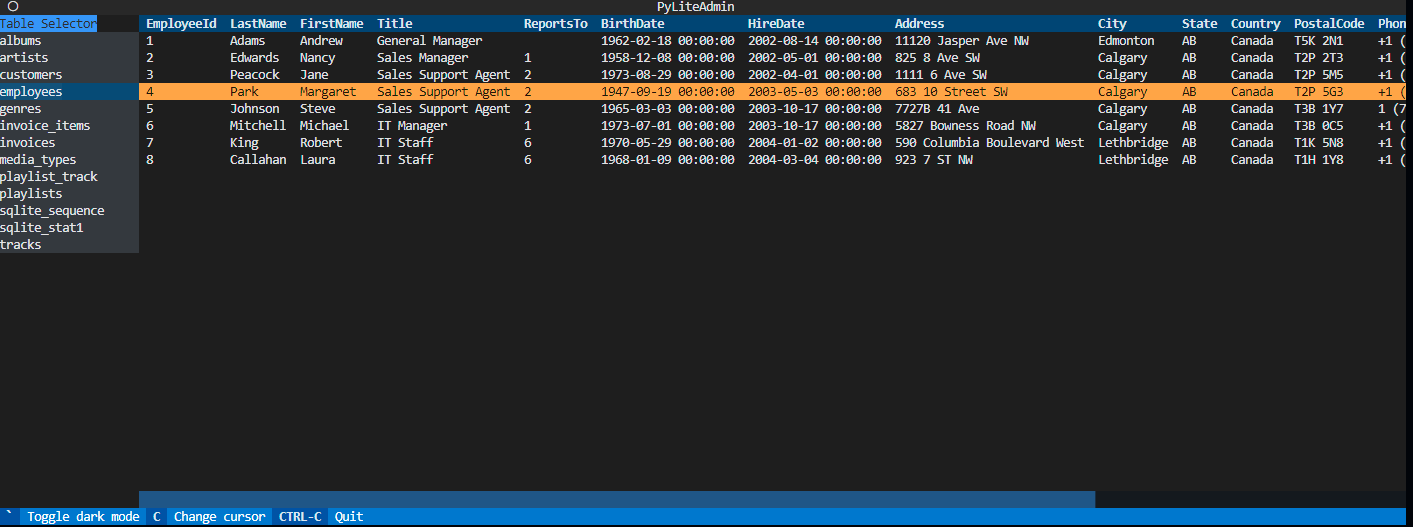 PyLiteAdmin
Table Selector EmployeeId LastName FirstName Title ReportsTo BirthDate HireDate Address City State Country PostalCode Phon
albums 1 Adams Andrew General Manager 1962-02-18 00:00:00 2002-08-14 00:00:00 11120 Jasper Ave NW Edmonton AB Canada T5K 2N1 +1 (
artists 2 Edwards Nancy Sales Manager 1 1958-12-08 00:00:00 2002-05-01 00:00:00 825 8 Ave SW Calgary AB Canada T2P 2T3 +1 (
customers 3 Peacock Jane Sales Support Agent 2 1973-08-29 00:00:00 2002-04-01 00:00:00 1111 6 Ave SW Calgary AB Canada T2P 5M5 +1 (
employees 4 Park Margaret Sales Support Agent 2 1947-09-19 00:00:00 2003-05-03 00:00:00 683 10 Street SW Calgary AB Canada T2P 5G3 +1 (
genres 5 Johnson Steve Sales Support Agent 2 1965-03-03 00:00:00 2003-10-17 00:00:00 7727B 41 Ave Calgary AB Canada T3B 1Y7 1 (7
invoice_items 6 Mitchell Michael IT Manager 1 1973-07-01 00:00:00 2003-10-17 00:00:00 5827 Bowness Road NW Calgary AB Canada T3B 0C5 +1 (
invoices 7 King Robert IT Staff 6 1970-05-29 00:00:00 2004-01-02 00:00:00 590 Columbia Boulevard West Lethbridge AB Canada T1K 5N8 +1 (
media_types 8 Callahan Laura IT Staff 6 1968-01-09 00:00:00 2004-03-04 00:00:00 923 7 ST NW Lethbridge AB Canada T1H 1Y8 +1 (
playlist_track
playlists
sqlite_sequence
sqlite_stat1
tracks
` Toggle dark mode C Change cursor CTRL-C Quit